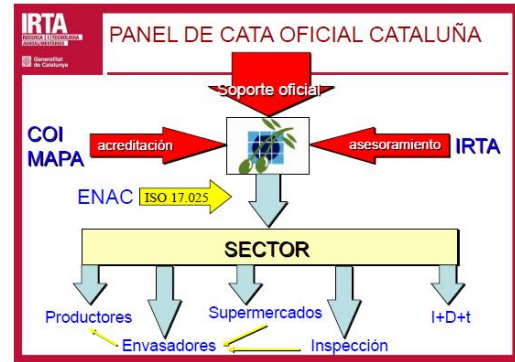 IRTA
RECERCA I TECNOLOGIA
AGROALIMENTÀRIES
Generalitat
de Catalunya
PANEL DE CATA OFICIAL CATALUÑA
Soporte oficial
COI
MAPA
acreditación
asesoramiento
IRTA
ENAC
ISO 17.025
SECTOR
Productores
Supermercados
I+D+t
Envasadores
Inspección